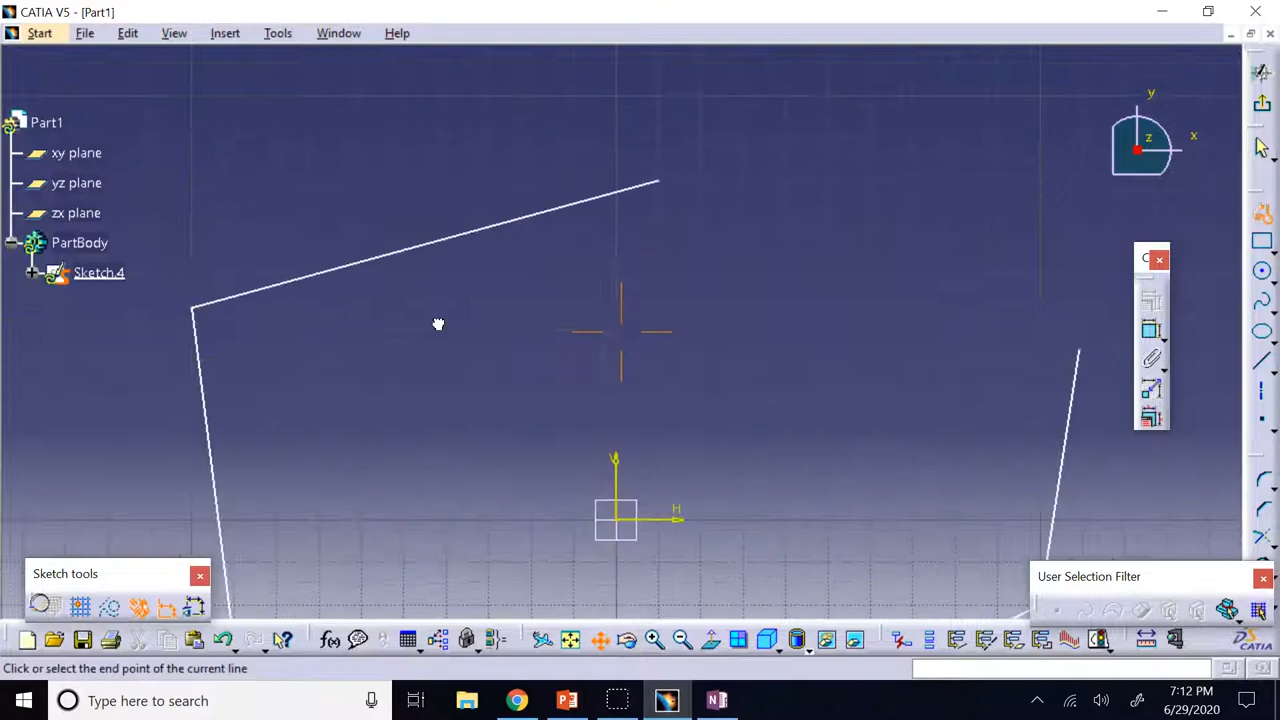 CATIA V5 - [Part1]
Start File Edit View Insert Tools Window Help
y
x
z
Part1
xy plane
yz plane
zx plane
PartBody
Sketch.4
V
H
Sketch tools
User Selection Filter
f(x)
CATIA
Click or select the end point of the current line
Type here to search
7:12 PM
6/29/2020